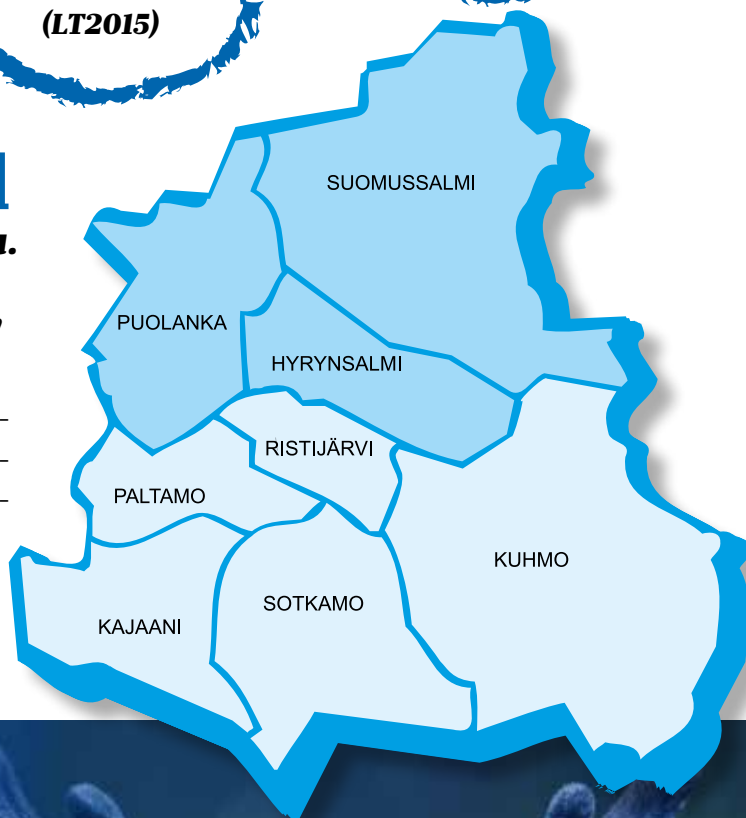 (LT2015)
SUOMUSSALMI
PUOLANKA
HYRYNSALMI
RISTIJÄRVI
PALTAMO
KUHMO
SOTKAMO
KAJAANI